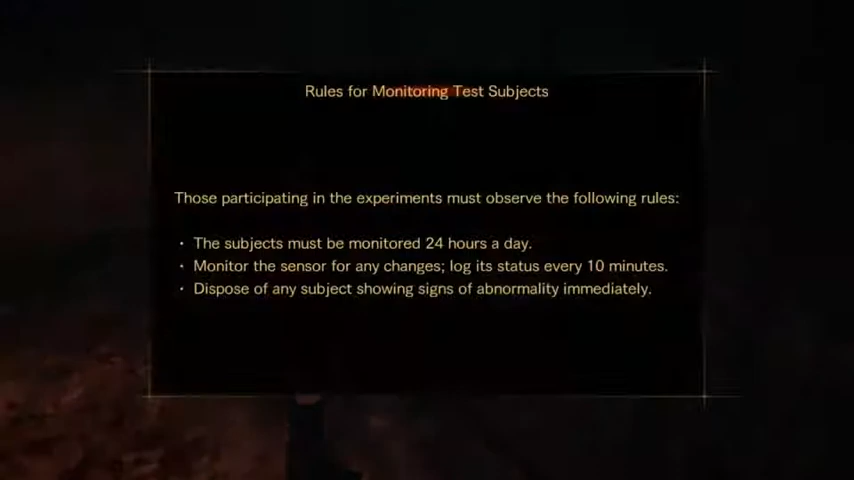 Rules for Monitoring Test Subjects
Those participating in the experiments must observe the following rules:
・ The subjects must be monitored 24 hours a day.
・ Monitor the sensor for any changes; log its status every 10 minutes.
・ Dispose of any subject showing signs of abnormality immediately.